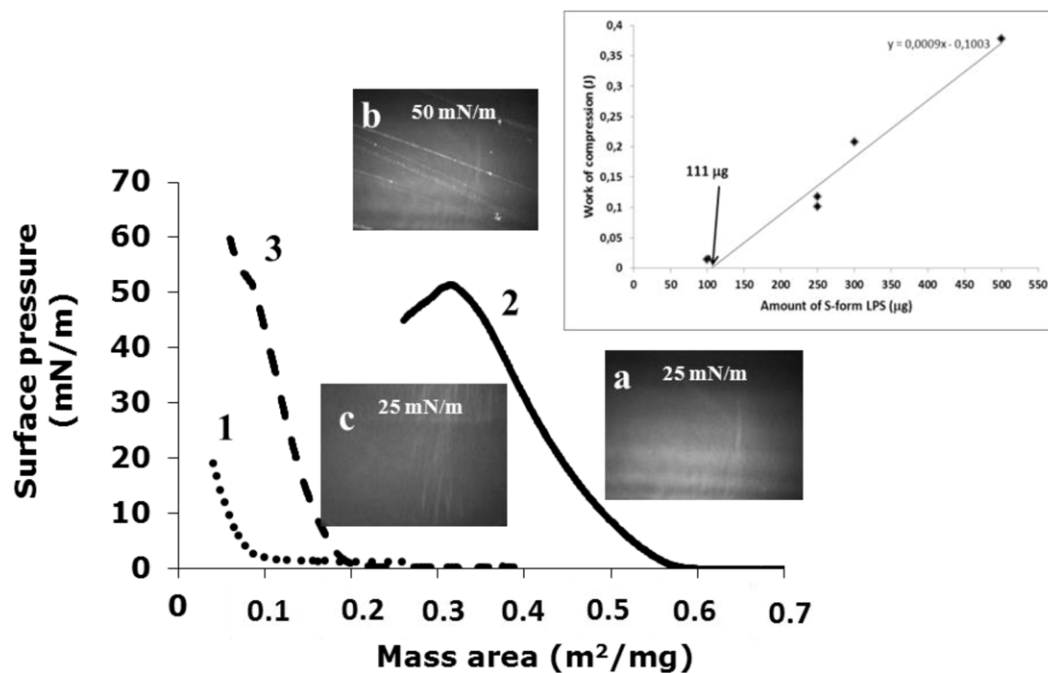 0,4
y = 0,0009x - 0,1003
0,35
0,3
0,25
0,2
0,15
0,1
0,05
0
Work of compression (J)
111 µg
0 50 100 150 200 250 300 350 400 450 500 550
Amount of S-form LPS (µg)
b 50 mN/m
a 25 mN/m
c 25 mN/m
70
60
50
40
30
20
10
0
Surface pressure
(mN/m)
1
2
3
0 0.1 0.2 0.3 0.4 0.5 0.6 0.7
Mass area (m²/mg)